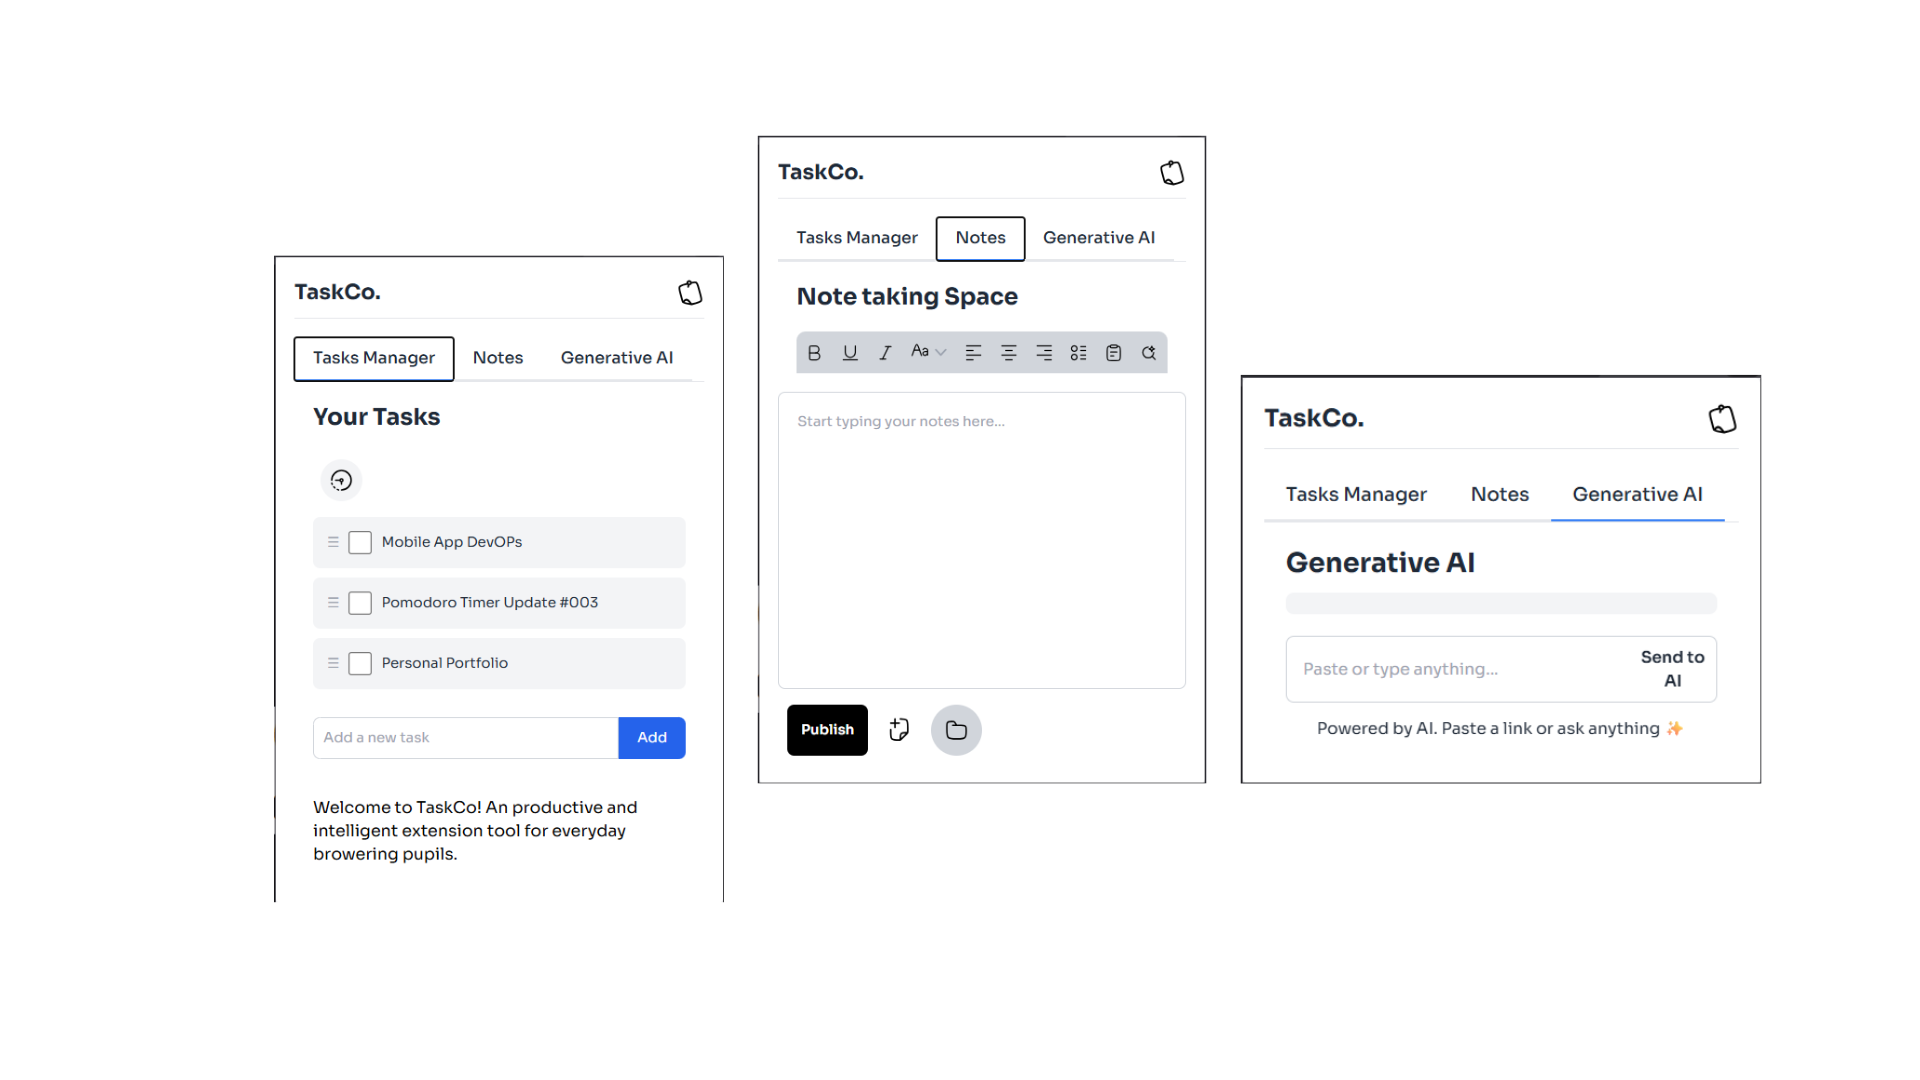 TaskCo.
Tasks Manager Notes Generative AI
Your Tasks
Mobile App DevOPs
Pomodoro Timer Update #003
Personal Portfolio
Add a new task Add
Welcome to TaskCo! An productive and
intelligent extension tool for everyday
browering pupils.
TaskCo.
Tasks Manager Notes Generative AI
Note taking Space
B U I Aa
Start typing your notes here...
Publish
TaskCo.
Tasks Manager Notes Generative AI
Generative AI
Paste or type anything...
Send to
AI
Powered by AI. Paste a link or ask anything ✨